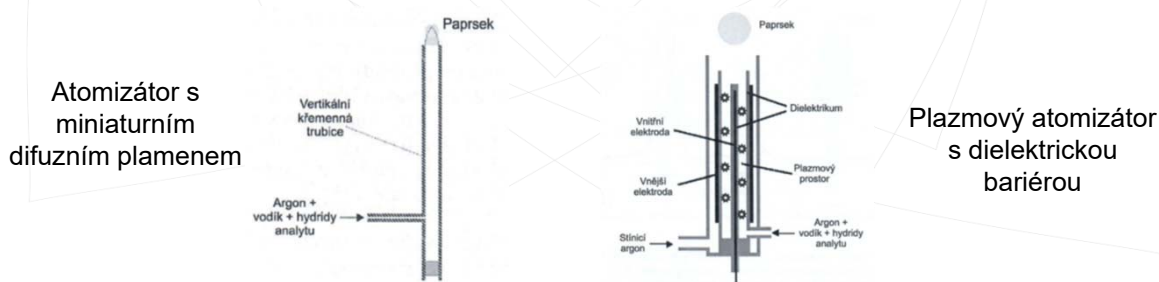 Atomizátor s
miniaturním
difuzním plamenem
Paprsek
Vertikální
křemenná
trubice
Argon +
vodík + hydridy
analytu
Paprsek
Vnitřní
elektroda
Vnější
elektroda
Stínicí
argon
Dielektrikum
Plazmový
prostor
Argon +
vodík + hydridy
analytu
Plazmový atomizátor
s dielektrickou
bariérou